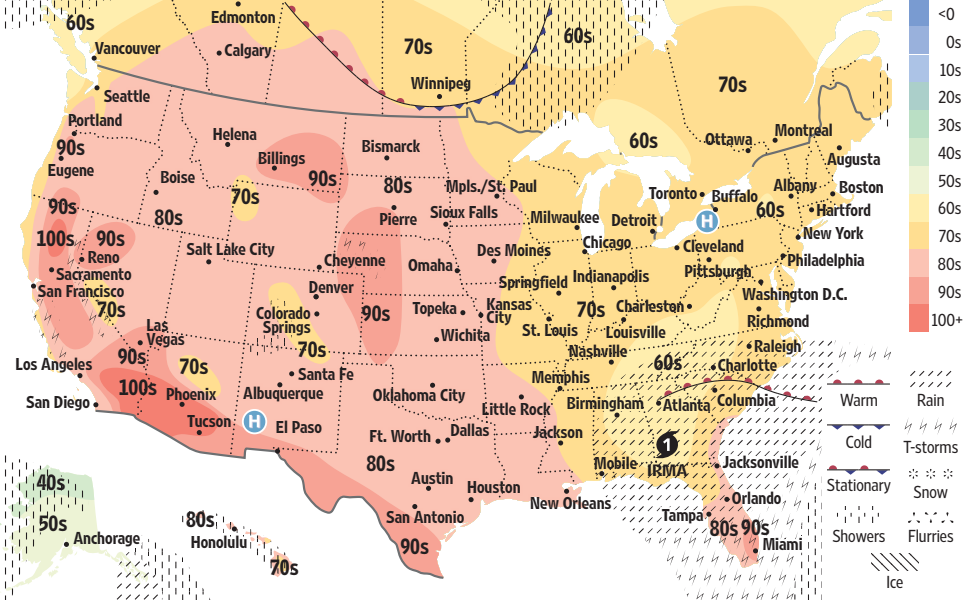 60s
Edmonton
<0
Vancouver
Calgary
70s
60s
0s
10s
Seattle
Winnipeg
70s
20s
Portland
30s
90s
Helena
Bismarck
60s
Ottawa
Montreal
40s
Eugene
Billings
Augusta
50s
Boise
70s
90s
80s
Mpls./St. Paul
Toronto
Buffalo
Albany
Boston
60s
90s
80s
Pierre
Sioux Falls
Milwaukee
Detroit
H
60s
Hartford
70s
100s
90s
Salt Lake City
Des Moines
Chicago
Cleveland
New York
80s
Reno
Cheyenne
Omaha
Springfield
Indianapolis
Pittsburgh
Philadelphia
90s
Sacramento
San Francisco
Denver
Washington D.C.
100+
70s
Colorado
Springs
90s
Topeka
Kansas
City
70s
Charleston
Richmond
Las
Vegas
Wichita
St. Louis
Louisville
Raleigh
90s
70s
Nashville
60s
Charlotte
Los Angeles
70s
Santa Fe
Memphis
100s
Phoenix
Albuquerque
Oklahoma City
Little Rock
Birmingham
Atlanta
Columbia
Warm
Rain
San Diego
Tucson
H
El Paso
Ft. Worth
Dallas
Jackson
1
Cold
T-storms
80s
Mobile
IRMA
Jacksonville
40s
Austin
Houston
New Orleans
Orlando
Stationary
Snow
50s
Anchorage
80s
Honolulu
San Antonio
Tampa
80s
90s
Showers
Flurries
70s
90s
Miami
Ice